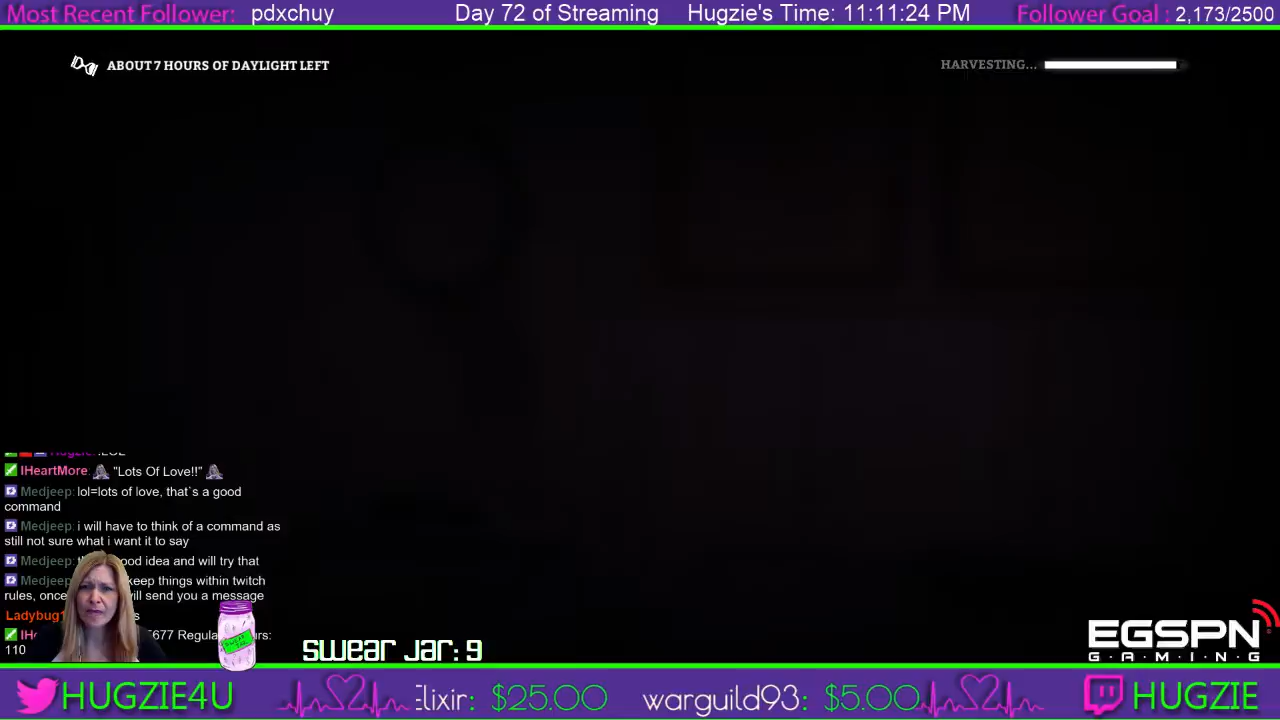 Most Recent Follower: pdxchuy Day 72 of Streaming Hugzie's Time: 11:11:24 PM Follower Goal : 2,173/2500
ABOUT 7 HOURS OF DAYLIGHT LEFT
HARVESTING...
IHeartMore: "Lots Of Love!!"
Medjeep: lol=lots of love, that`s a good
command
Medjeep: i will have to think of a command as
still not sure what i want it to say
Medjeep: ood idea and will try that
Medjeep keep things within twitch
rules, once will send you a message
Ladybug
677 Regular
110
SWEAR JAR: 9
EGSPN
GAMING
HUGZIE4U Elixir: $25.00 warguild93: $5.00 HUGZIE